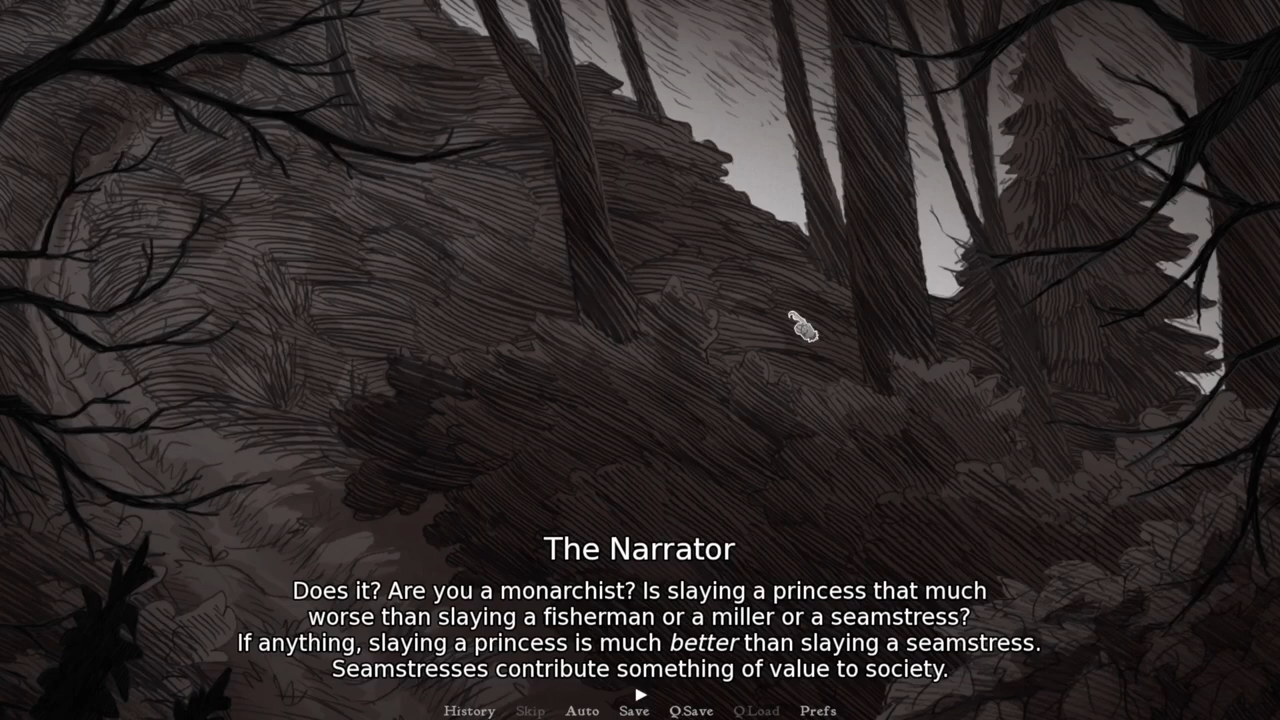 The Narrator
Does it? Are you a monarchist? Is slaying a princess that much
worse than slaying a fisherman or a miller or a seamstress?
If anything, slaying a princess is much better than slaying a seamstress.
Seamstresses contribute something of value to society.
History Skip Auto Save Q.Save Q.Load Prefs